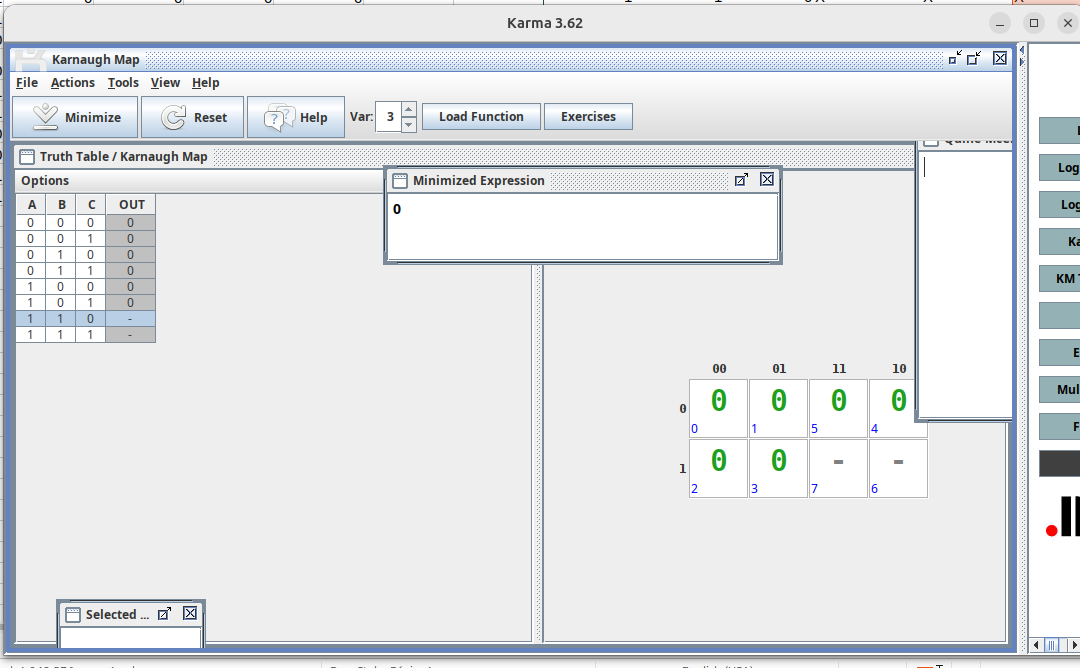 Karma 3.62
Karnaugh Map
File Actions Tools View Help
Minimize Reset Help Var: 3 Load Function Exercises
Truth Table / Karnaugh Map
Options
Minimized Expression
0
A B C OUT
0 0 0 0
0 0 1 0
0 1 0 0
0 1 1 0
1 0 0 0
1 0 1 0
1 1 0 -
1 1 1 -
00 01 11 10
0 0 0 0 0
0 1 5 4
1 0 0 - -
2 3 7 6
Selected ...
Log
Log
Ka
KM
E
Mul
F